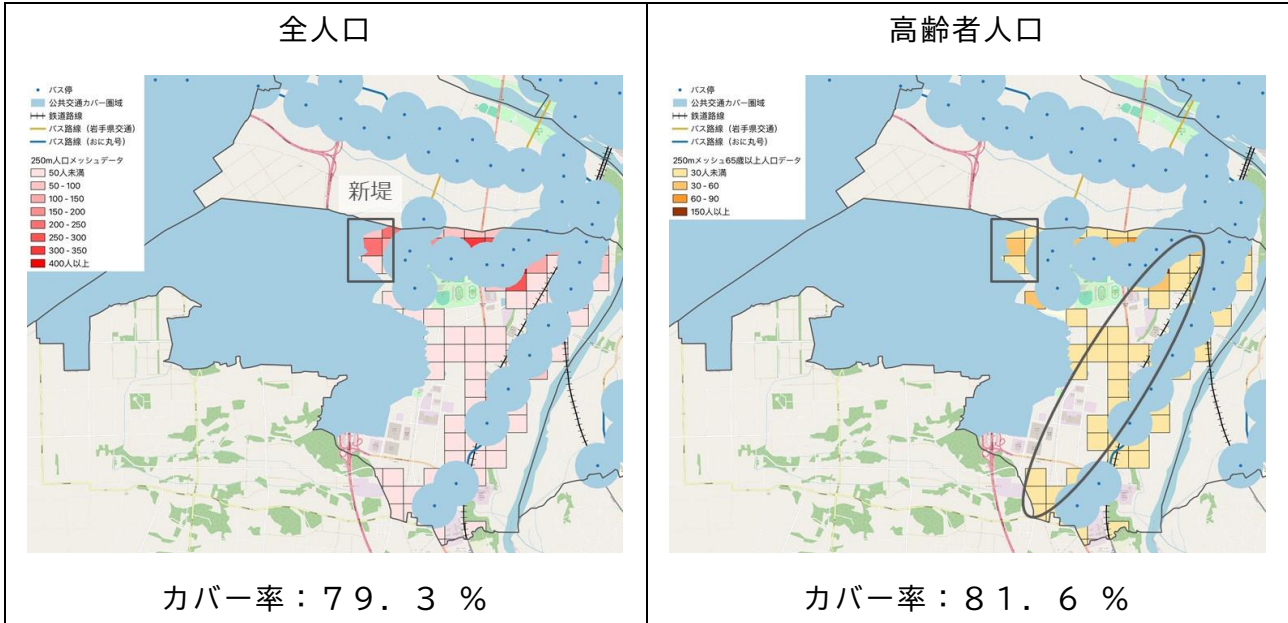 全人口
バス停
公共交通カバー圏域
鉄道路線
バス路線（岩手県交通）
バス路線（おに丸号）
250m人口メッシュデータ
50人未満
50 - 100
100 - 150
150 - 200
200 - 250
250 - 300
300 - 350
400人以上
新堤
カバー率：７９．３ ％
高齢者人口
バス停
公共交通カバー圏域
鉄道路線
バス路線（岩手県交通）
バス路線（おに丸号）
250mメッシュ65歳以上人口データ
30人未満
30 - 60
60 - 90
150人以上
カバー率：８１．６ ％